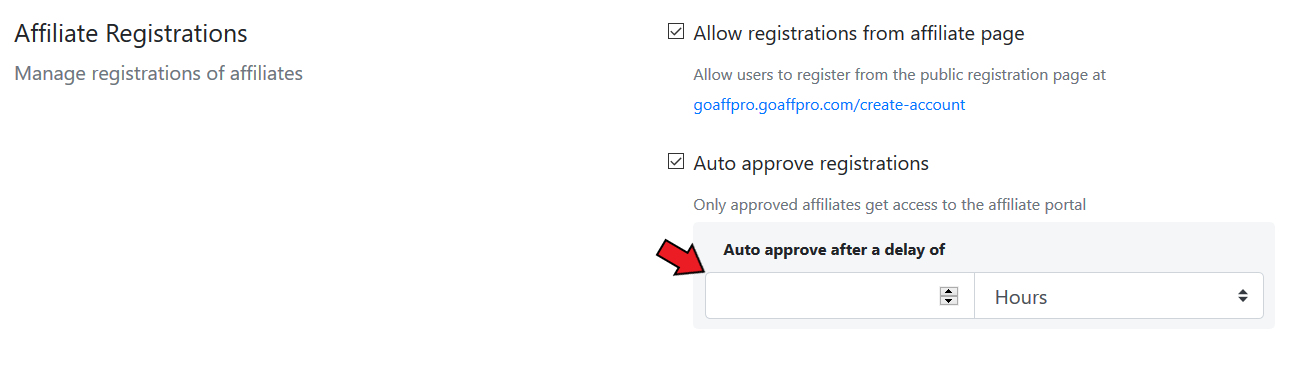 Affiliate Registrations
Manage registrations of affiliates
Allow registrations from affiliate page
Allow users to register from the public registration page at
goaffpro.goaffpro.com/create-account
Auto approve registrations
Only approved affiliates get access to the affiliate portal
Auto approve after a delay of
Hours